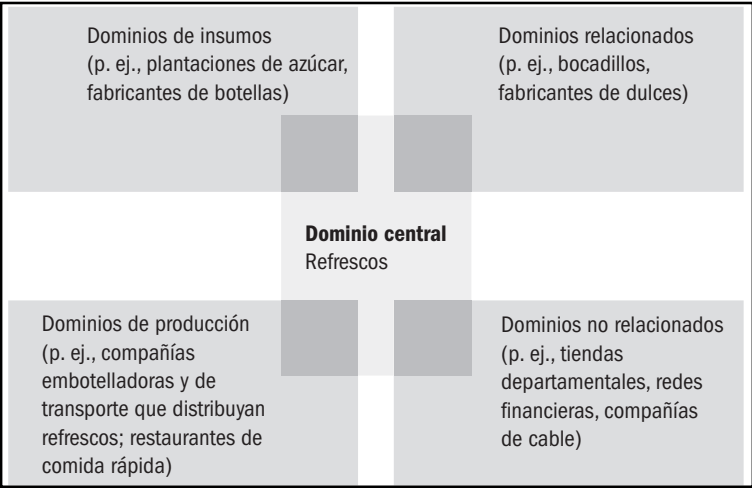 Dominios de insumos
(p. ej., plantaciones de azúcar,
fabricantes de botellas)
Dominios relacionados
(p. ej., bocadillos,
fabricantes de dulces)
Dominio central
Refrescos
Dominios de producción
(p. ej., compañías
embotelladoras y de
transporte que distribuyan
refrescos; restaurantes de
comida rápida)
Dominios no relacionados
(p. ej., tiendas
departamentales, redes
financieras, compañías
de cable)